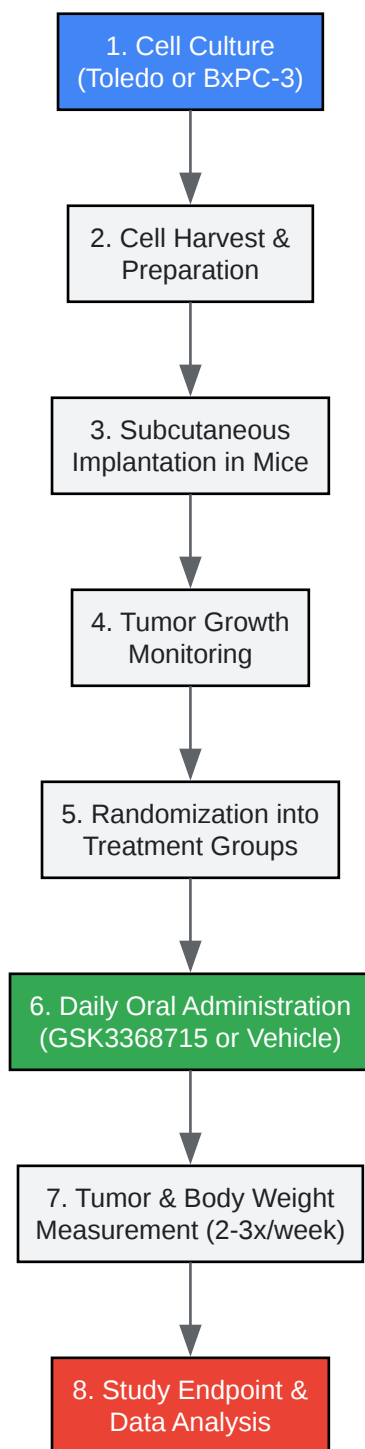 1. Cell Culture
(Toledo or BxPC-3)
2. Cell Harvest &
Preparation
3. Subcutaneous
Implantation in Mice
4. Tumor Growth
Monitoring
5. Randomization into
Treatment Groups
6. Daily Oral Administration
(GSK3368715 or Vehicle)
7. Tumor & Body Weight
Measurement (2-3x/week)
8. Study Endpoint &
Data Analysis